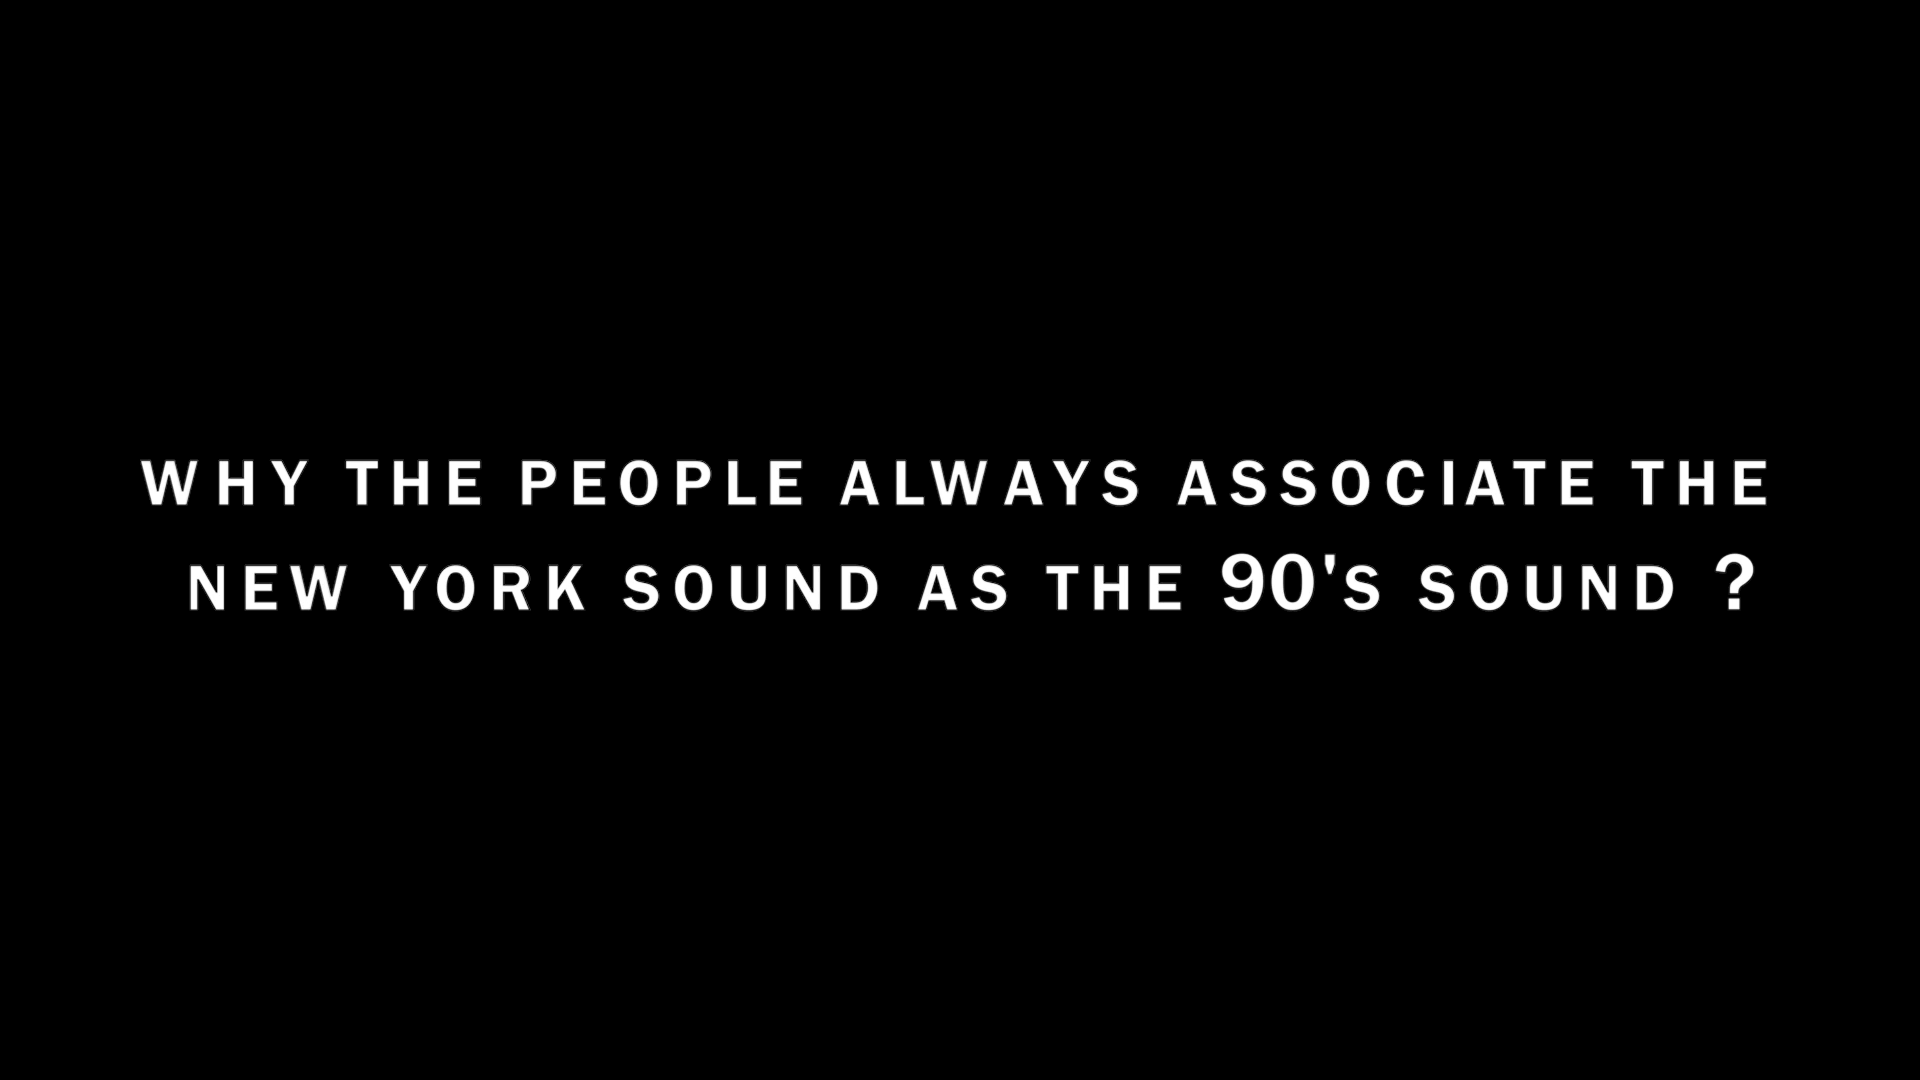 WHY THE PEOPLE ALWAYS ASSOCIATE THE
NEW YORK SOUND AS THE 90'S SOUND ?